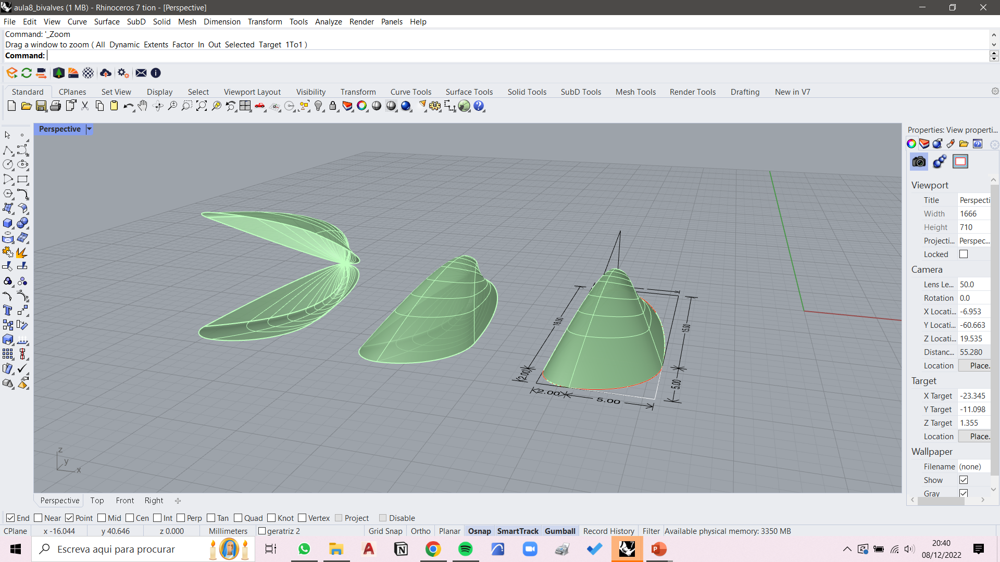 aula8_bivalves (1 MB) - Rhinoceros 7 tion - [Perspective]
File Edit View Curve Surface SubD Solid Mesh Dimension Transform Tools Analyze Render Panels Help
Command: '_Zoom
Drag a window to zoom ( All Dynamic Extents Factor In Out Selected Target 1To1 )
Command:
Standard CPlanes Set View Display Select Viewport Layout Visibility Transform Curve Tools Surface Tools Solid Tools SubD Tools Mesh Tools Render Tools Drafting New in V7
Perspective
Properties: View properti...
Viewport
Title Perspecti
Width 1666
Height 710
Projecti... Perspec...
Locked
Camera
Lens Le... 50.0
Rotation 0.0
X Locati... -6.953
Y Locati... -60.663
Z Locati... 19.535
Distanc... 55.280
Location Place.
Target
X Target -23.345
Y Target -11.098
Z Target 1.355
Location Place.
Wallpaper
Filename (none)
Show
Gray
18.00
15.00
2.00
5.00
2.00
5.00
z
y
x
Perspective Top Front Right
End Near Point Mid Cen Int Perp Tan Quad Knot Vertex Project Disable
CPlane x -16.044 y 40.646 z 0.000 Millimeters geratriz 2 Grid Snap Ortho Planar Osnap SmartTrack Gumball Record History Filter Available physical memory: 3350 MB
Escreva aqui para procurar
20:40
08/12/2022